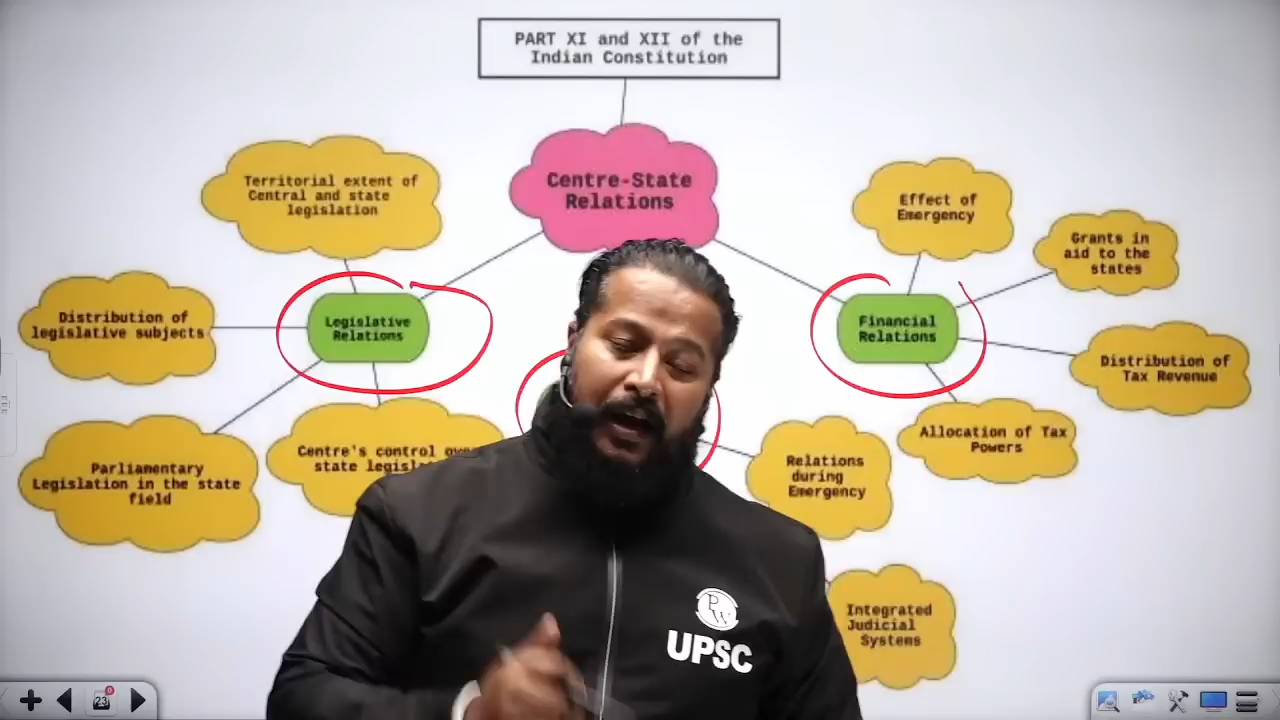 PART XI and XII of the
Indian Constitution
Centre-State
Relations
Territorial extent of
Central and state
legislation
Effect of
Emergency
Grants in
aid to the
states
Distribution of
legislative subjects
Legislative
Relations
Financial
Relations
Distribution of
Tax Revenue
Parliamentary
Legislation in the state
field
Centre's control
state
Allocation of Tax
Powers
Relations
during
Emergency
Integrated
Judicial
Systems
PW
UPSC
23